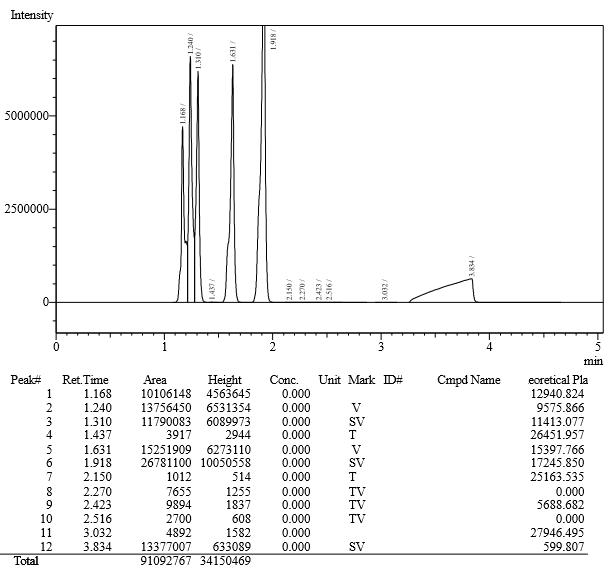 Intensity
5000000
2500000
0
1.168 /
1.240 /
1.310 /
1.437 /
1.631 /
1.918 /
2.150 /
2.270 /
2.423 /
2.516 /
3.032 /
3.834 /
0 1 2 3 4 5
min
Peak# Ret.Time Area Height Conc. Unit Mark ID# Cmpd Name eoretical Pla
1 1.168 10106148 4563645 0.000 12940.824
2 1.240 13756450 6531354 0.000 V 9575.866
3 1.310 11790083 6089973 0.000 SV 11413.077
4 1.437 3917 2944 0.000 T 26451.957
5 1.631 15251909 6273110 0.000 V 15397.766
6 1.918 26781100 10050558 0.000 SV 17245.850
7 2.150 1012 514 0.000 T 25163.535
8 2.270 7655 1255 0.000 TV 0.000
9 2.423 9894 1837 0.000 TV 5688.682
10 2.516 2700 608 0.000 TV 0.000
11 3.032 4892 1582 0.000 27946.495
12 3.834 13377007 633089 0.000 SV 599.807
Total 91092767 34150469